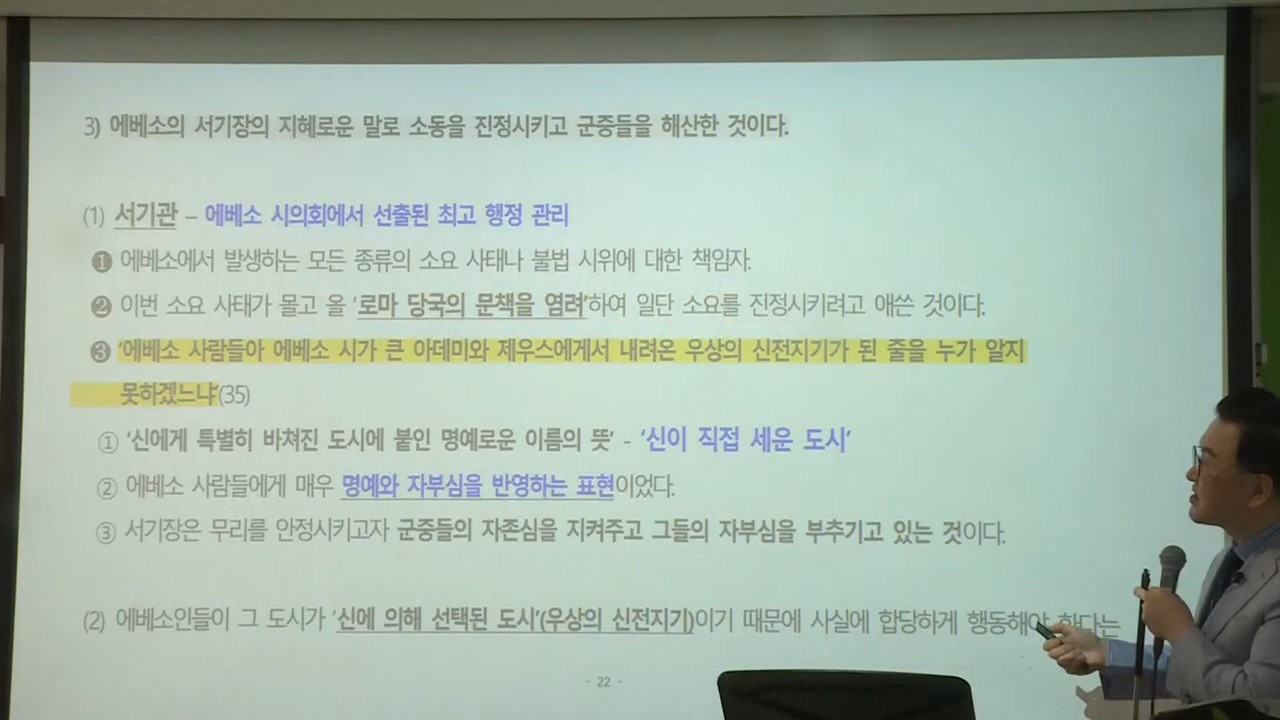 3) 에베소의 서기장의 지혜로운 말로 소동을 진정시키고 군중들을 해산한 것이다.
(1) 서기관 – 에베소 시의회에서 선출된 최고 행정 관리
❶ 에베소에서 발생하는 모든 종류의 소요 사태나 불법 시위에 대한 책임자.
❷ 이번 소요 사태가 몰고 올 '로마 당국의 문책을 염려'하여 일단 소요를 진정시키려고 애쓴 것이다.
❸ '에베소 사람들아 에베소 시가 큰 아데미와 제우스에게서 내려온 우상의 신전지기가 된 줄을 누가 알지
못하겠느냐'(35)
① '신에게 특별히 바쳐진 도시에 붙인 명예로운 이름의 뜻' - '신이 직접 세운 도시'
② 에베소 사람들에게 매우 명예와 자부심을 반영하는 표현이었다.
③ 서기장은 무리를 안정시키고자 군중들의 자존심을 지켜주고 그들의 자부심을 부추기고 있는 것이다.
(2) 에베소인들이 그 도시가 '신에 의해 선택된 도시'(우상의 신전지기)이기 때문에 사실에 합당하게 행동해야 한다는
- 22 -